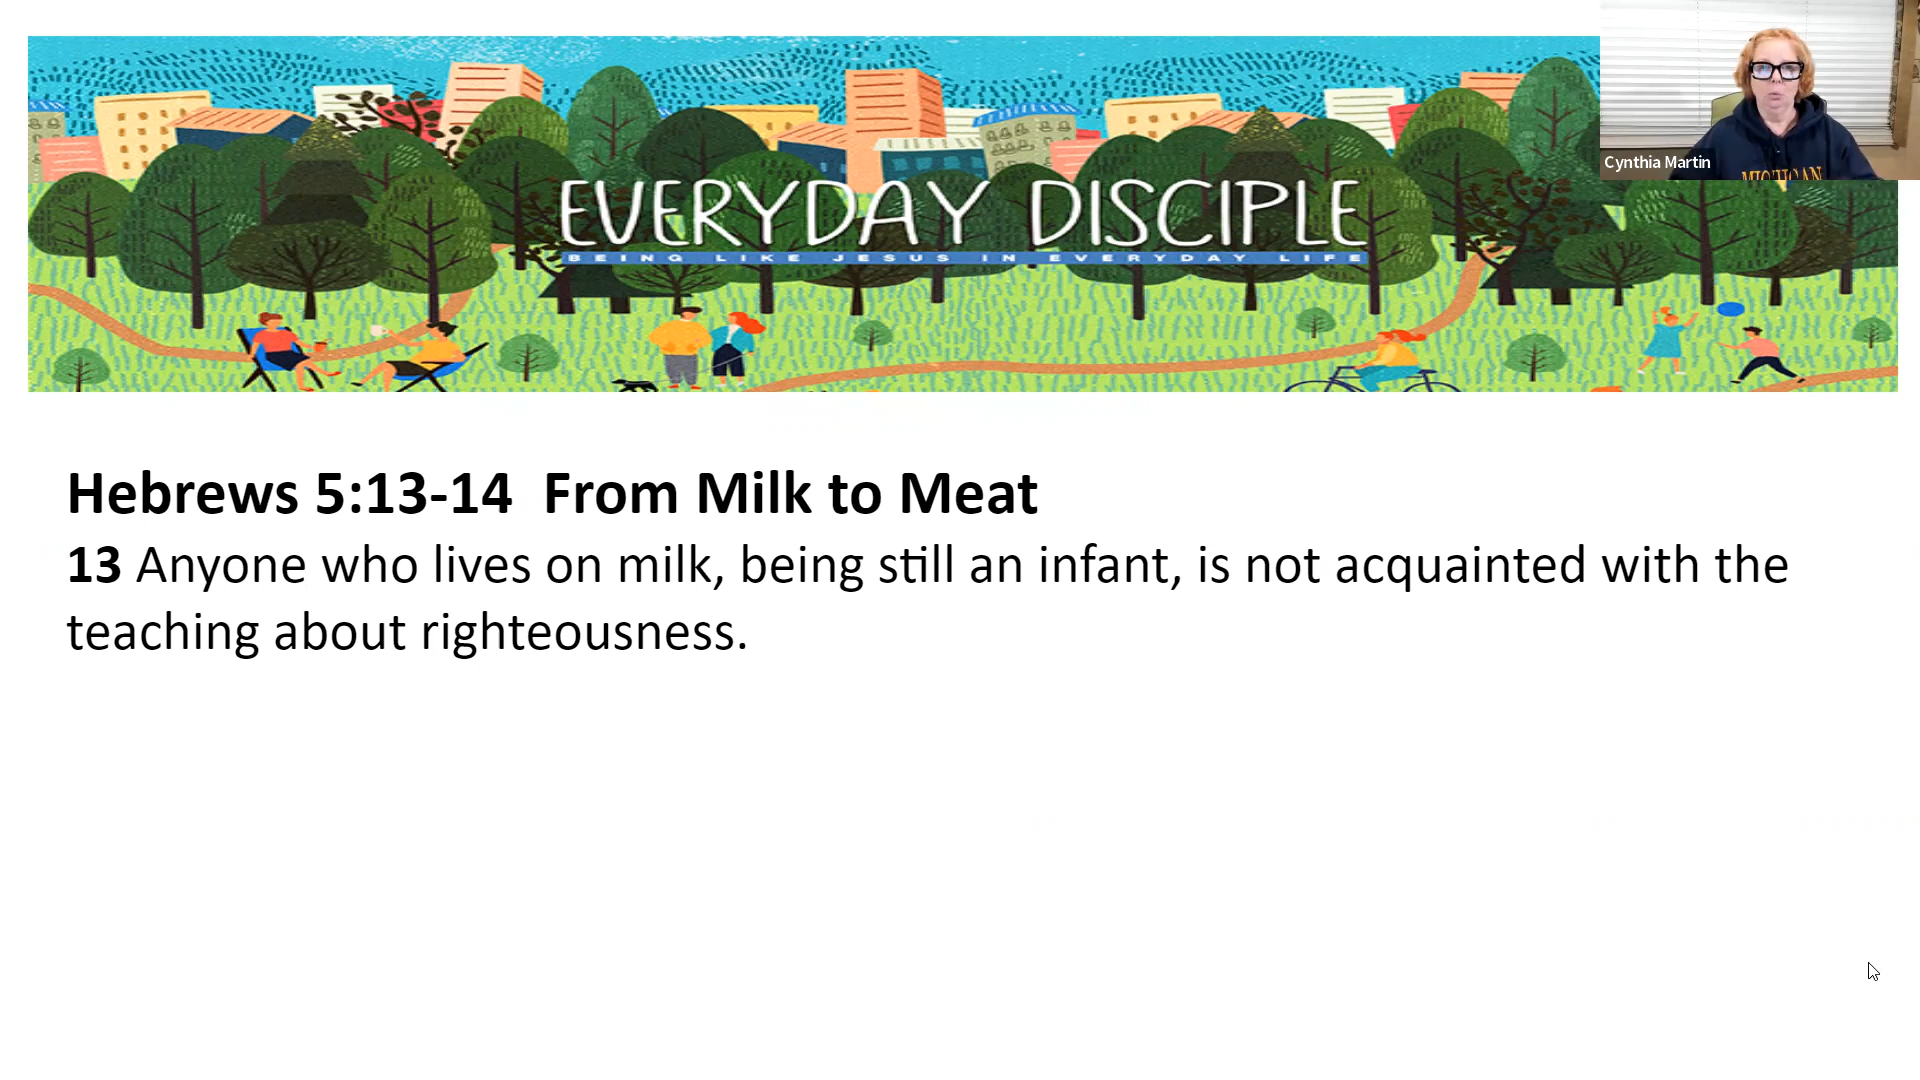 Cynthia Martin
MICHIGAN
EVERYDAY DISCIPLE
BEING LIKE JESUS IN EVERYDAY LIFE
Hebrews 5:13-14 From Milk to Meat
13 Anyone who lives on milk, being still an infant, is not acquainted with the
teaching about righteousness.